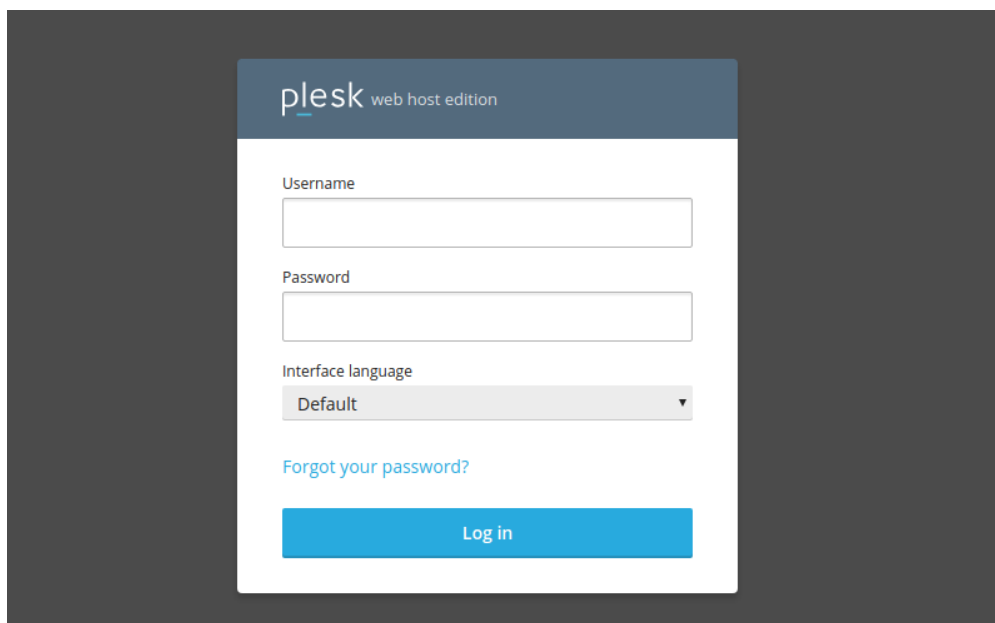 plesk web host edition
Username
Password
Interface language
Default
Forgot your password?
Log in